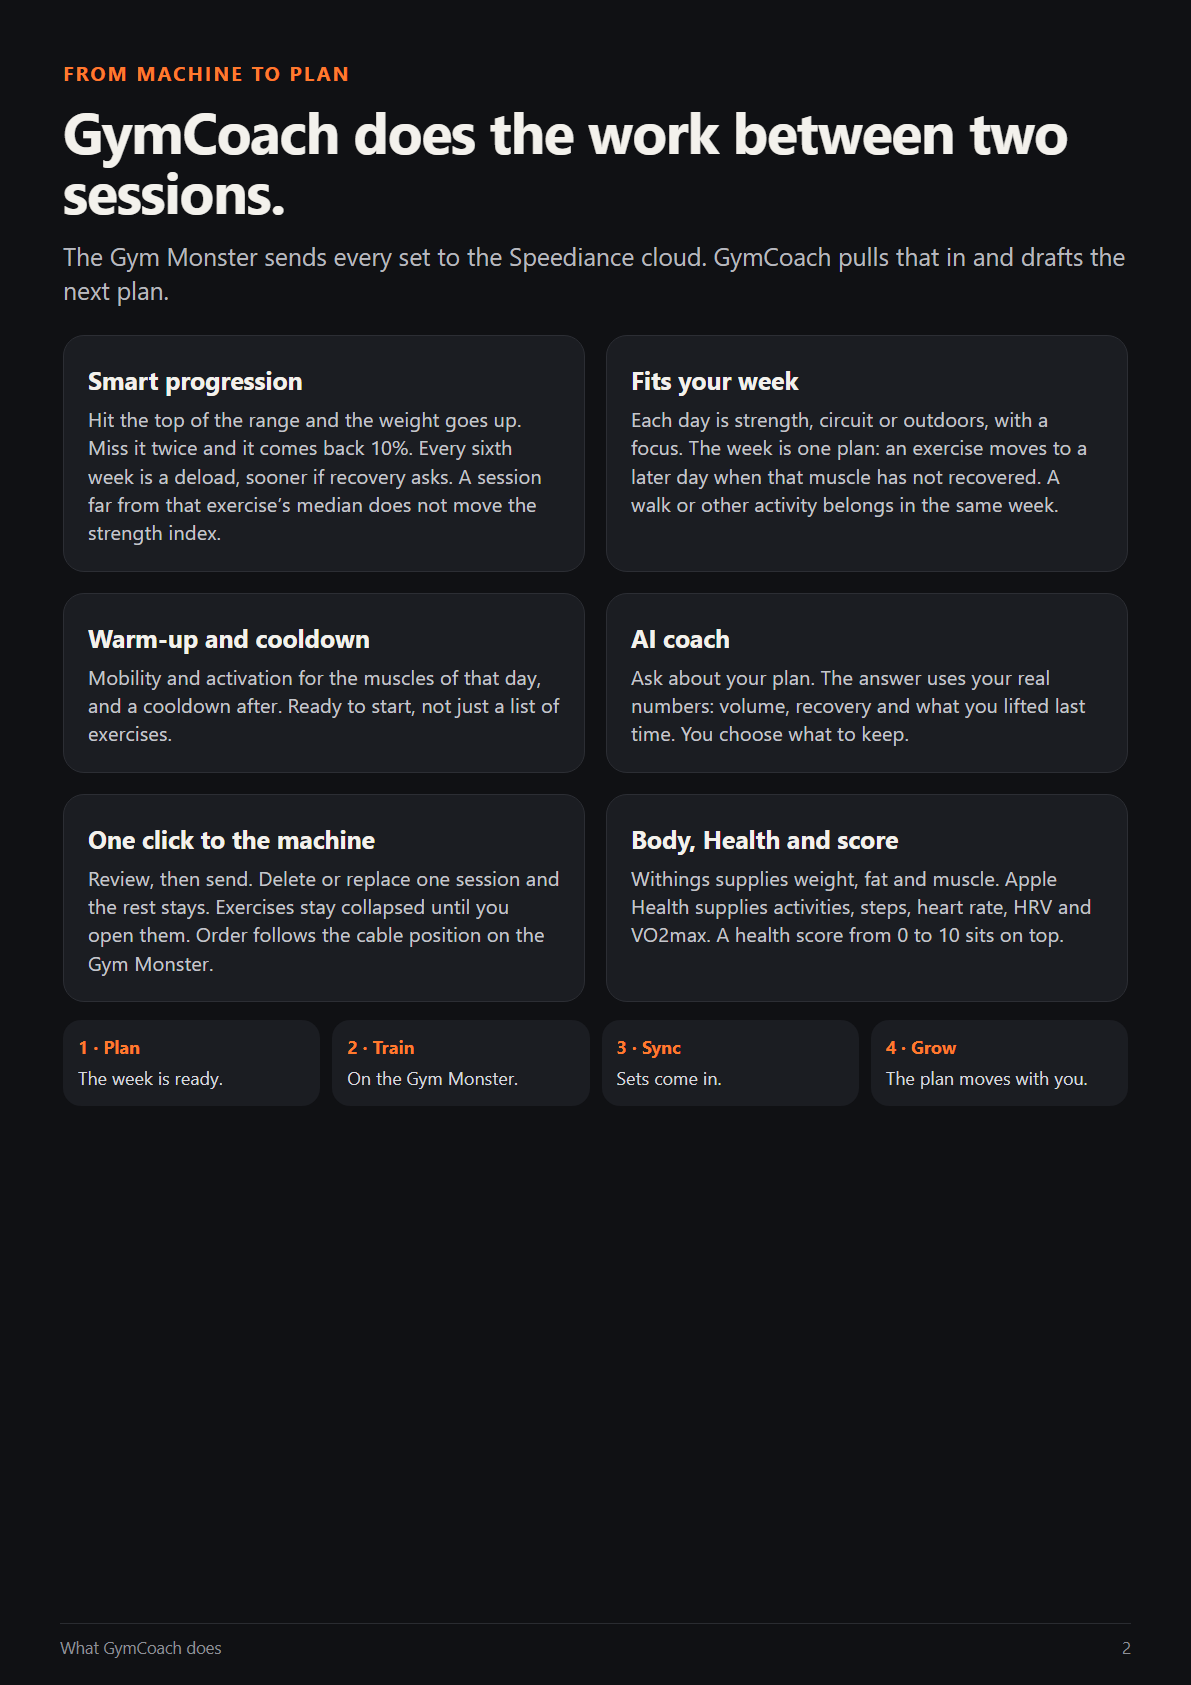 FROM MACHINE TO PLAN
GymCoach does the work between two
sessions.
The Gym Monster sends every set to the Speediance cloud. GymCoach pulls that in and drafts the
next plan.
Smart progression
Hit the top of the range and the weight goes up.
Miss it twice and it comes back 10%. Every sixth
week is a deload, sooner if recovery asks. A session
far from that exercise’s median does not move the
strength index.
Fits your week
Each day is strength, circuit or outdoors, with a
focus. The week is one plan: an exercise moves to a
later day when that muscle has not recovered. A
walk or other activity belongs in the same week.
Warm-up and cooldown
Mobility and activation for the muscles of that day,
and a cooldown after. Ready to start, not just a list of
exercises.
AI coach
Ask about your plan. The answer uses your real
numbers: volume, recovery and what you lifted last
time. You choose what to keep.
One click to the machine
Review, then send. Delete or replace one session and
the rest stays. Exercises stay collapsed until you
open them. Order follows the cable position on the
Gym Monster.
Body, Health and score
Withings supplies weight, fat and muscle. Apple
Health supplies activities, steps, heart rate, HRV and
VO2max. A health score from 0 to 10 sits on top.
1 · Plan
The week is ready.
2 · Train
On the Gym Monster.
3 · Sync
Sets come in.
4 · Grow
The plan moves with you.
What GymCoach does
2